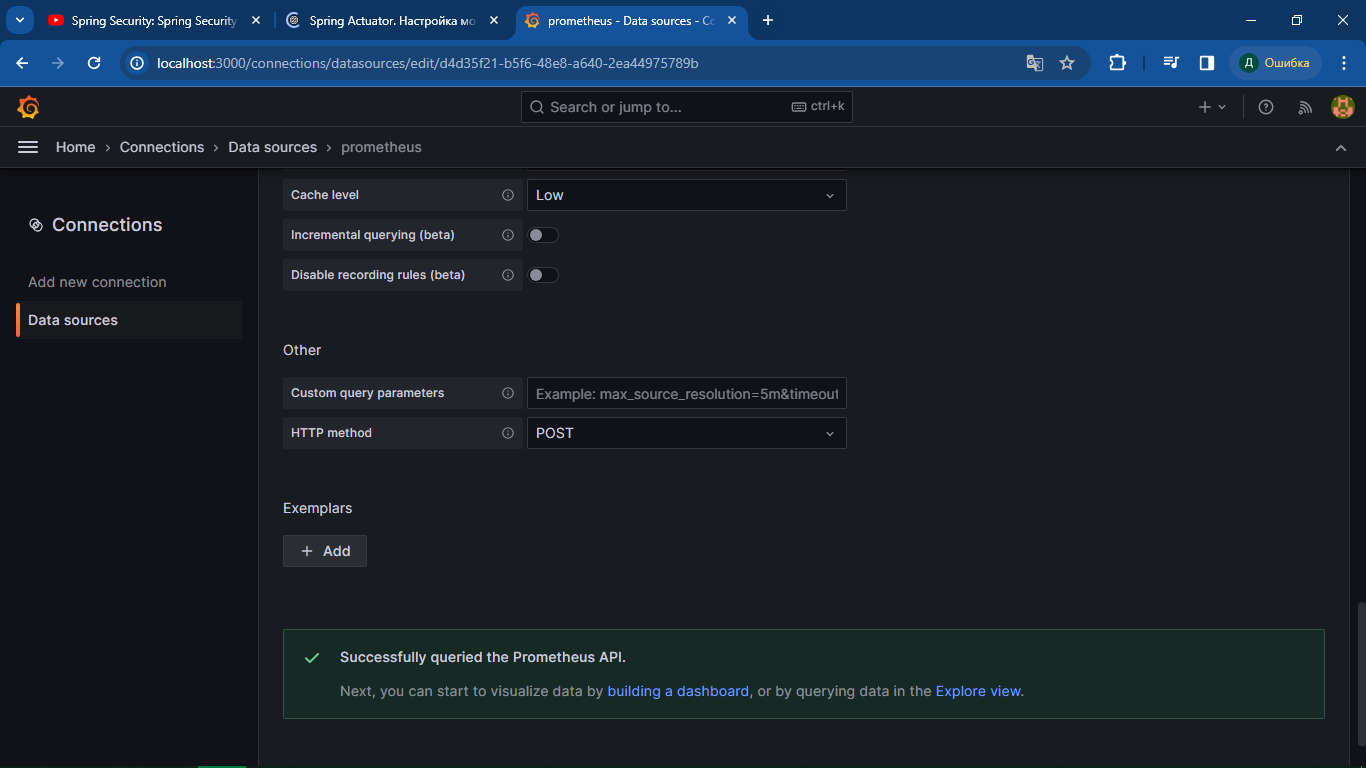 Spring Security: Spring Security
Spring Actuator. Настройка мо
prometheus - Data sources - Co
localhost:3000/connections/datasources/edit/d4d35f21-b5f6-48e8-a640-2ea44975789b
Д Ошибка
Search or jump to... ctrl+k
Home › Connections › Data sources › prometheus
Connections
Add new connection
Data sources
Cache level Low
Incremental querying (beta)
Disable recording rules (beta)
Other
Custom query parameters Example: max_source_resolution=5m&timeout
HTTP method POST
Exemplars
+ Add
Successfully queried the Prometheus API.
Next, you can start to visualize data by building a dashboard, or by querying data in the Explore view.